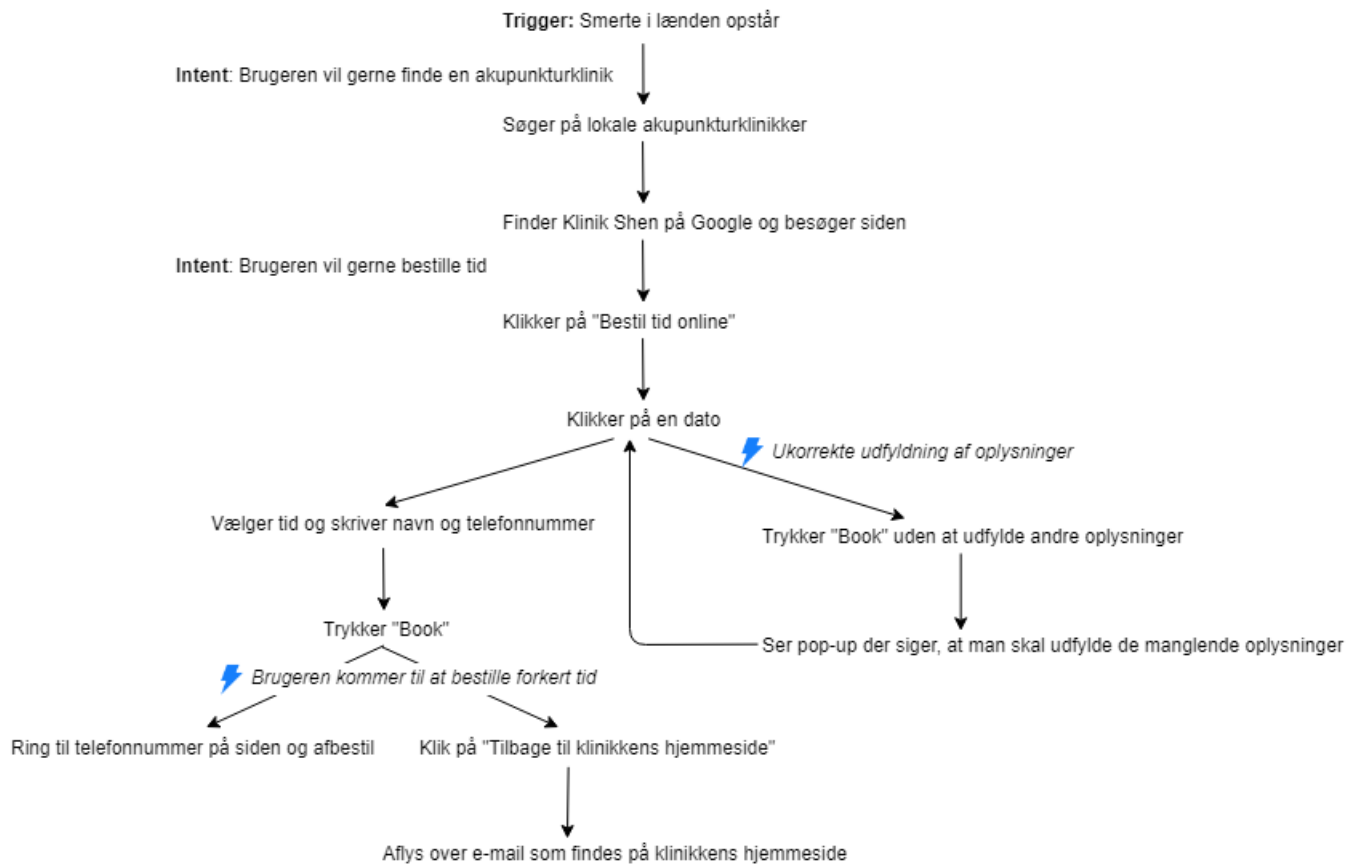 Trigger: Smerte i lænden opstår
Intent: Brugeren vil gerne finde en akupunkturklinik
Søger på lokale akupunkturklinikker
Finder Klinik Shen på Google og besøger siden
Intent: Brugeren vil gerne bestille tid
Klikker på "Bestil tid online"
Klikker på en dato
Ukorrekte udfyldning af oplysninger
Vælger tid og skriver navn og telefonnummer
Trykker "Book" uden at udfylde andre oplysninger
Trykker "Book"
Ser pop-up der siger, at man skal udfylde de manglende oplysninger
Brugeren kommer til at bestille forkert tid
Ring til telefonnummer på siden og afbestil
Klik på "Tilbage til klinikkens hjemmeside"
Aflys over e-mail som findes på klinikkens hjemmeside